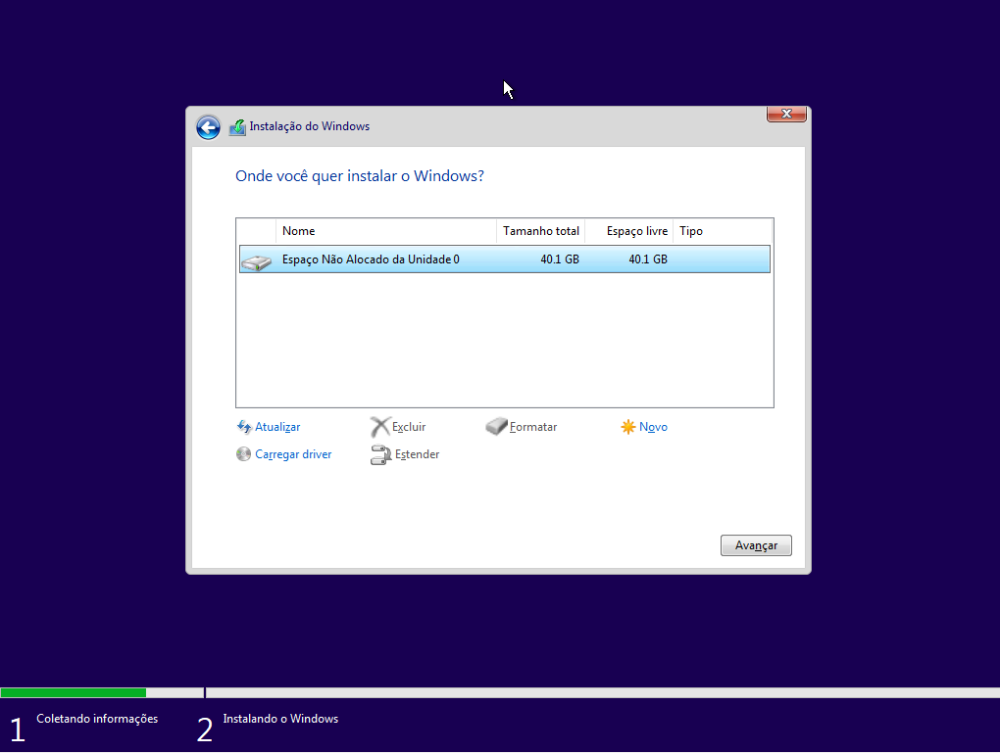 Instalação do Windows
Onde você quer instalar o Windows?
Nome Tamanho total Espaço livre Tipo
Espaço Não Alocado da Unidade 0 40.1 GB 40.1 GB
Atualizar Excluir Formatar Novo
Carregar driver Estender
Avançar
1 Coletando informações 2 Instalando o Windows